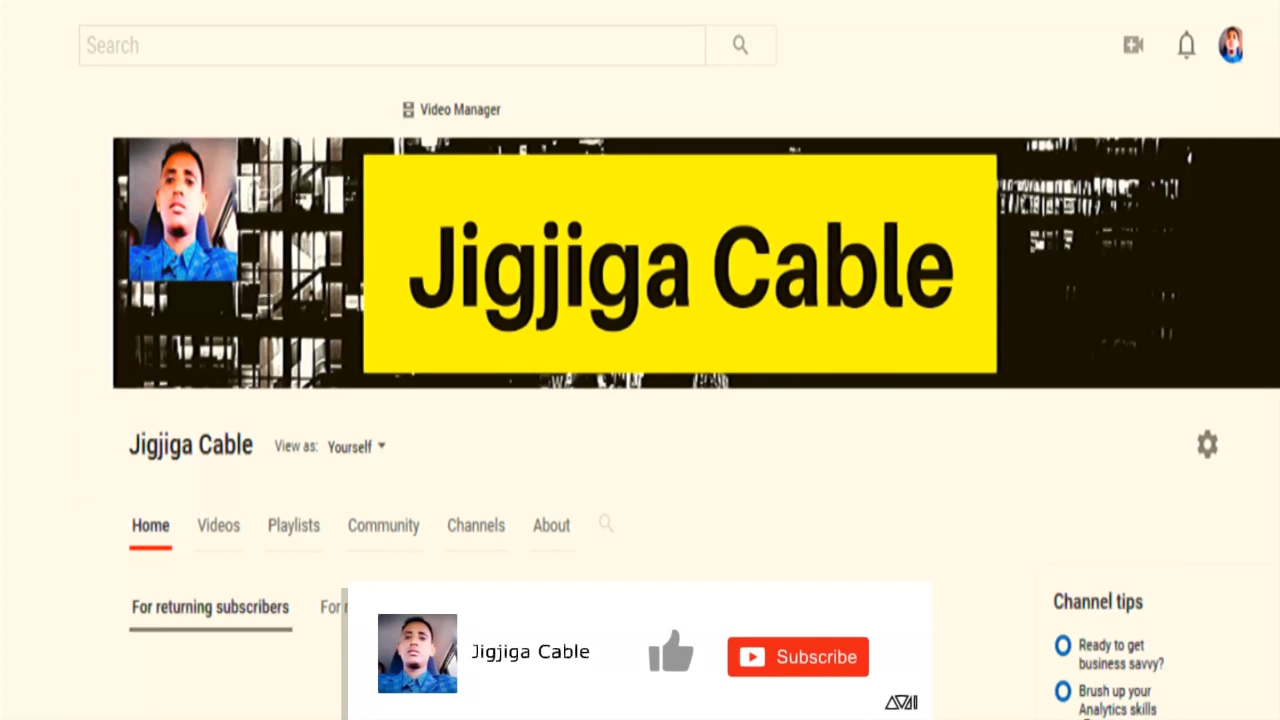 Search
Video Manager
Jigjiga Cable
Jigjiga Cable View as: Yourself
Home Videos Playlists Community Channels About
For returning subscribers For
Channel tips
Ready to get
business savvy?
Brush up your
Analytics skills
Jigjiga Cable Subscribe